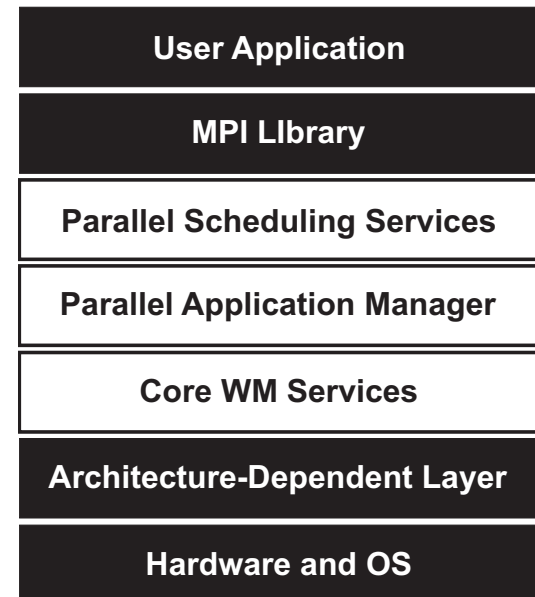 User Application
MPI LIbrary
Parallel Scheduling Services
Parallel Application Manager
Core WM Services
Architecture-Dependent Layer
Hardware and OS